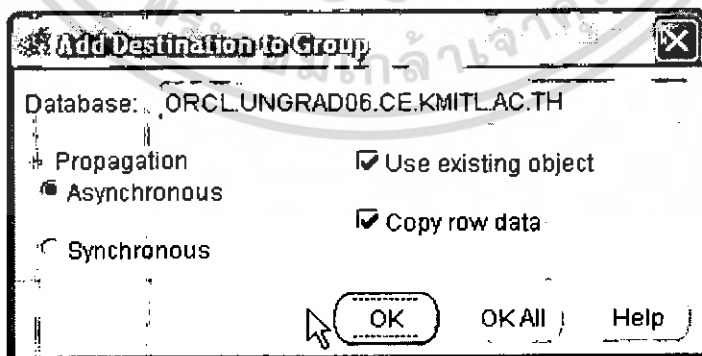 Add Destination to Group
Database: ORCL.UNGRAD06.CE.KMITL.AC.TH
Propagation
Asynchronous
Synchronous
Use existing object
Copy row data
OK
OK All
Help